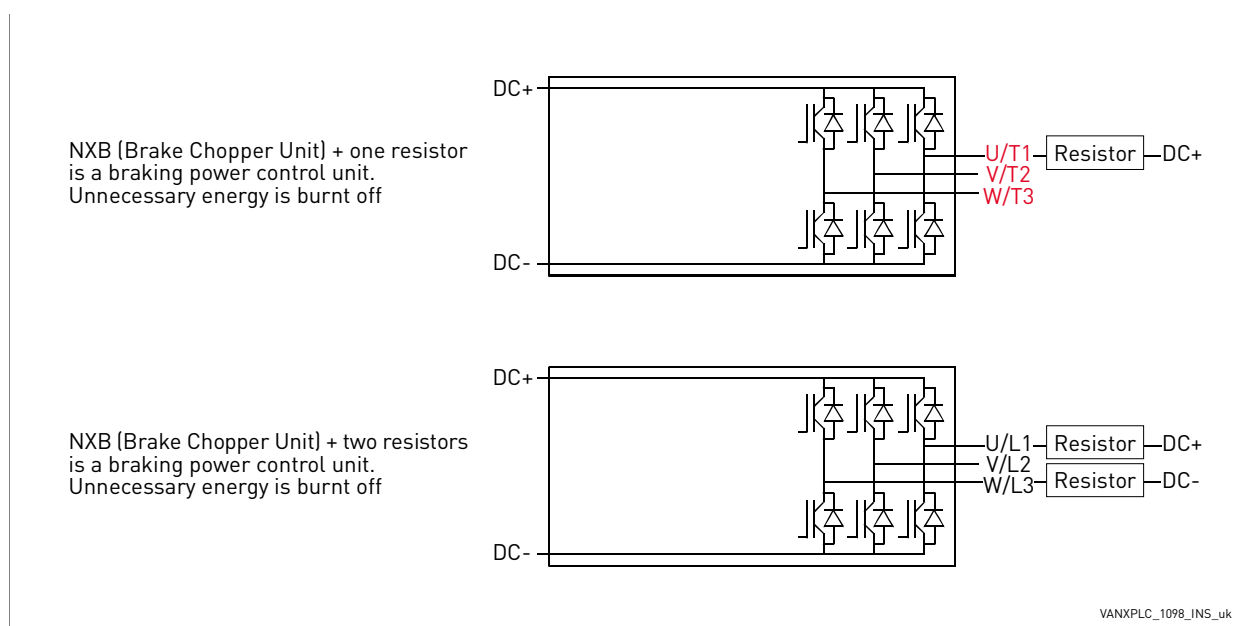 DC+
NXB (Brake Chopper Unit) + one resistor
is a braking power control unit.
Unnecessary energy is burnt off
U/T1 Resistor DC+
V/T2
W/T3
DC-
DC+
NXB (Brake Chopper Unit) + two resistors
is a braking power control unit.
Unnecessary energy is burnt off
U/L1 Resistor DC+
V/L2
W/L3 Resistor DC-
DC-
VANXPLC_1098_INS_uk